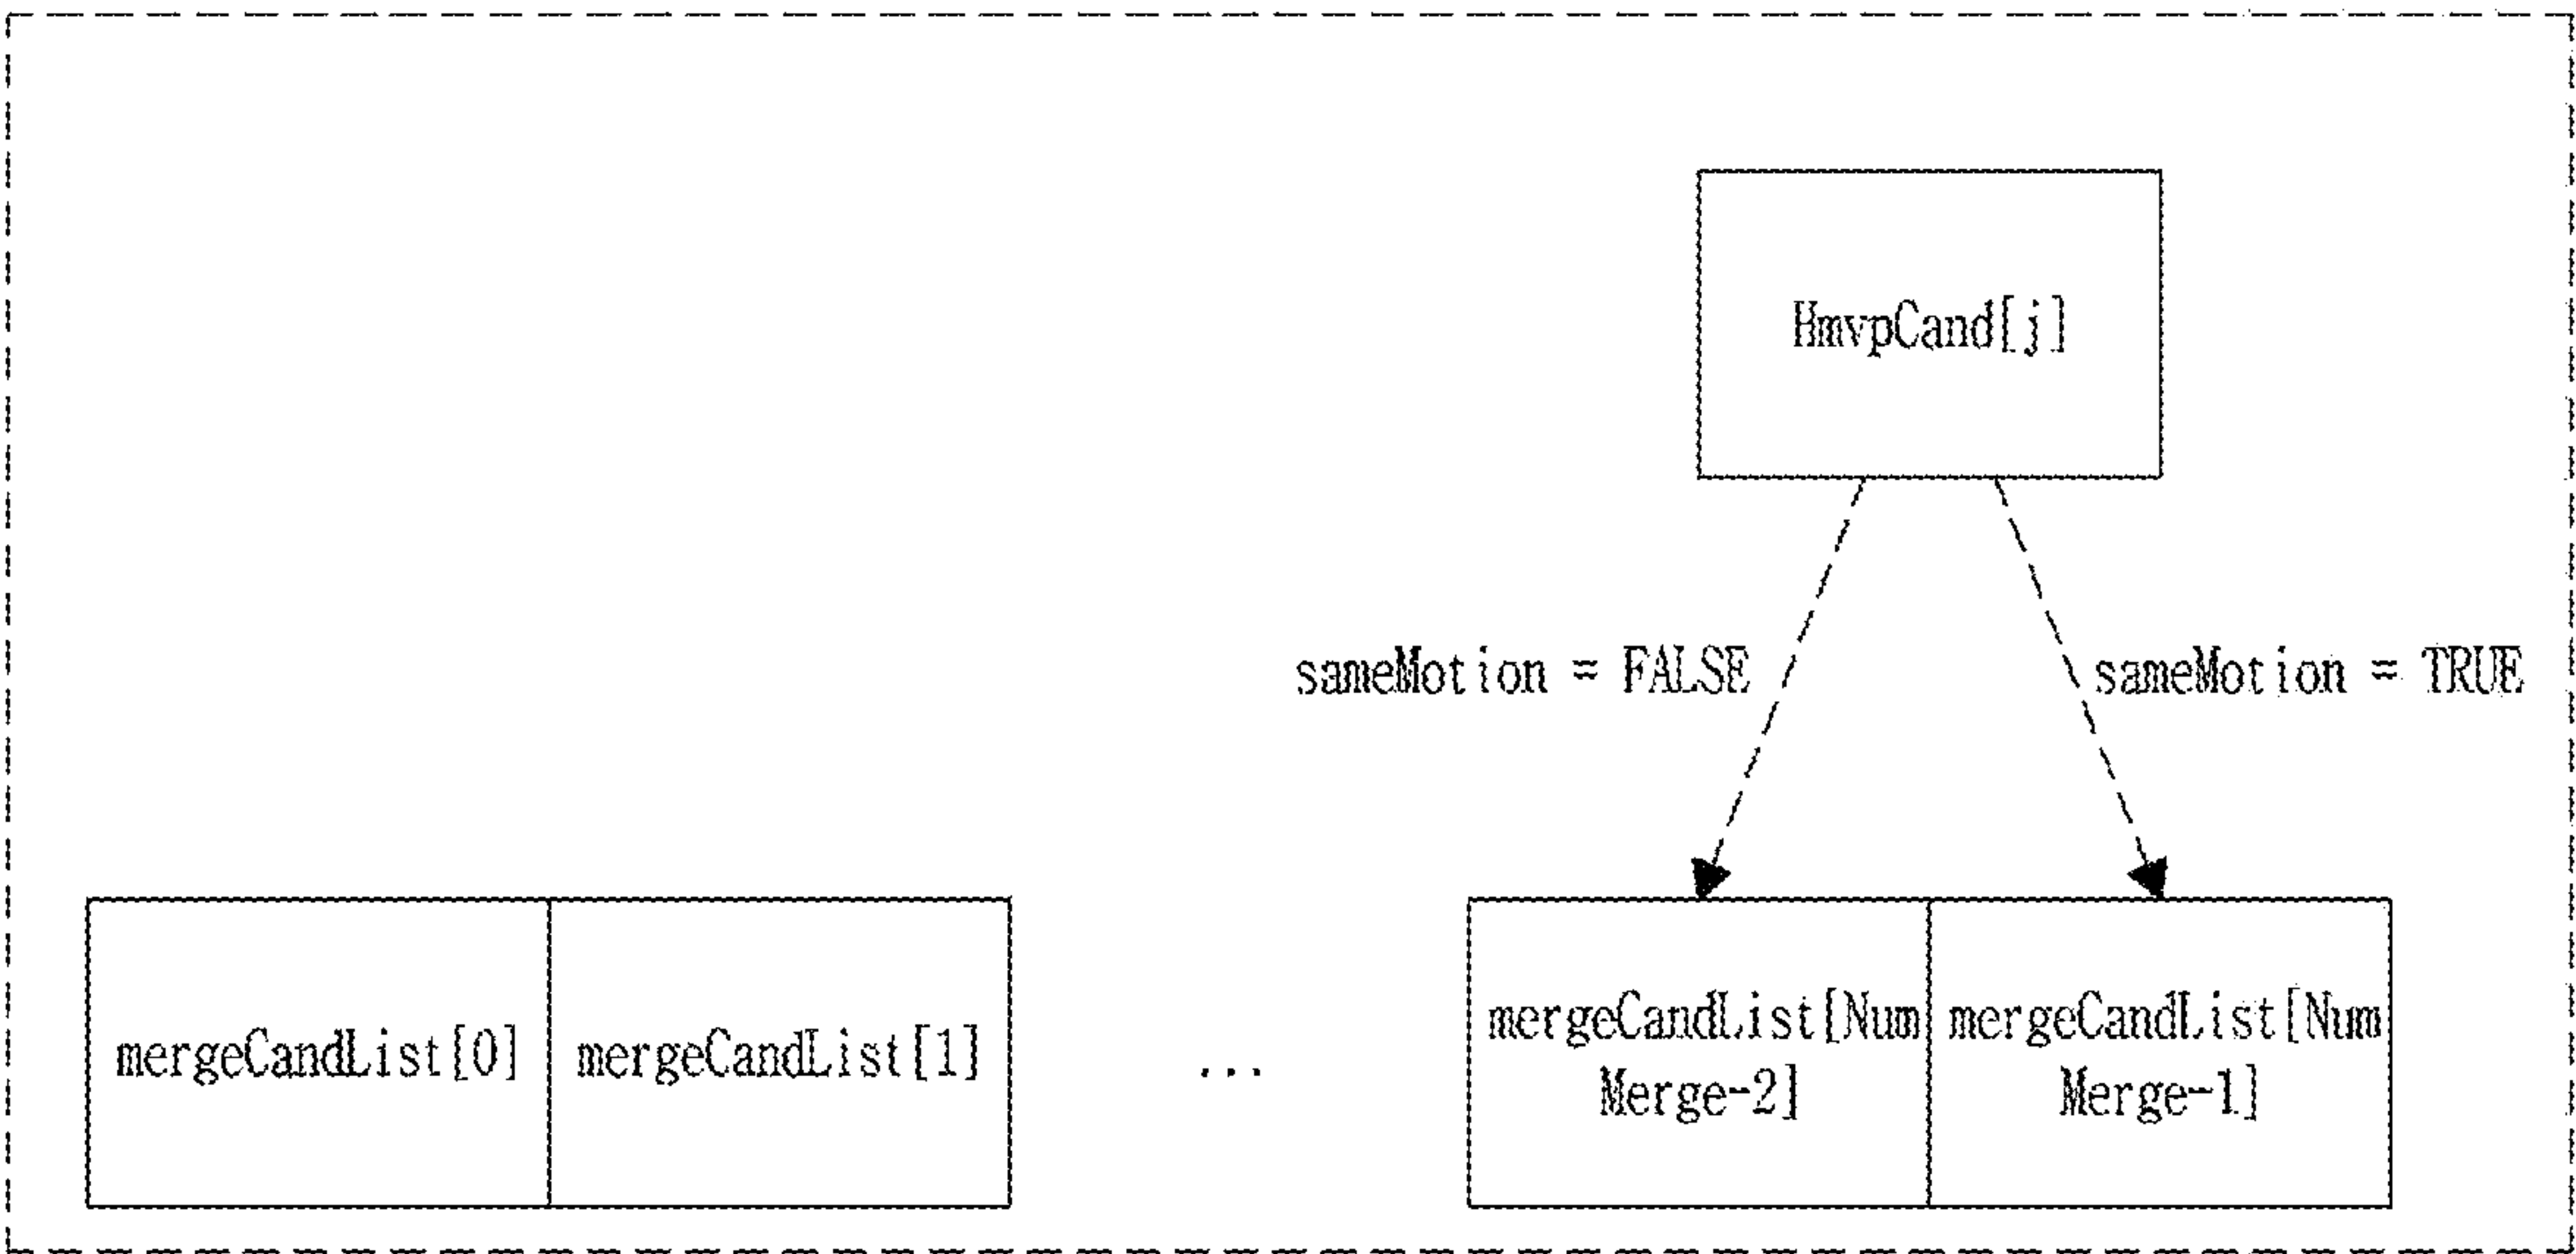 HmvpCand[j]
sameMotion = FALSE
sameMotion = TRUE
mergeCandList[0]
mergeCandList[1]
...
mergeCandList[Num
Merge-2]
mergeCandList[Num
Merge-1]